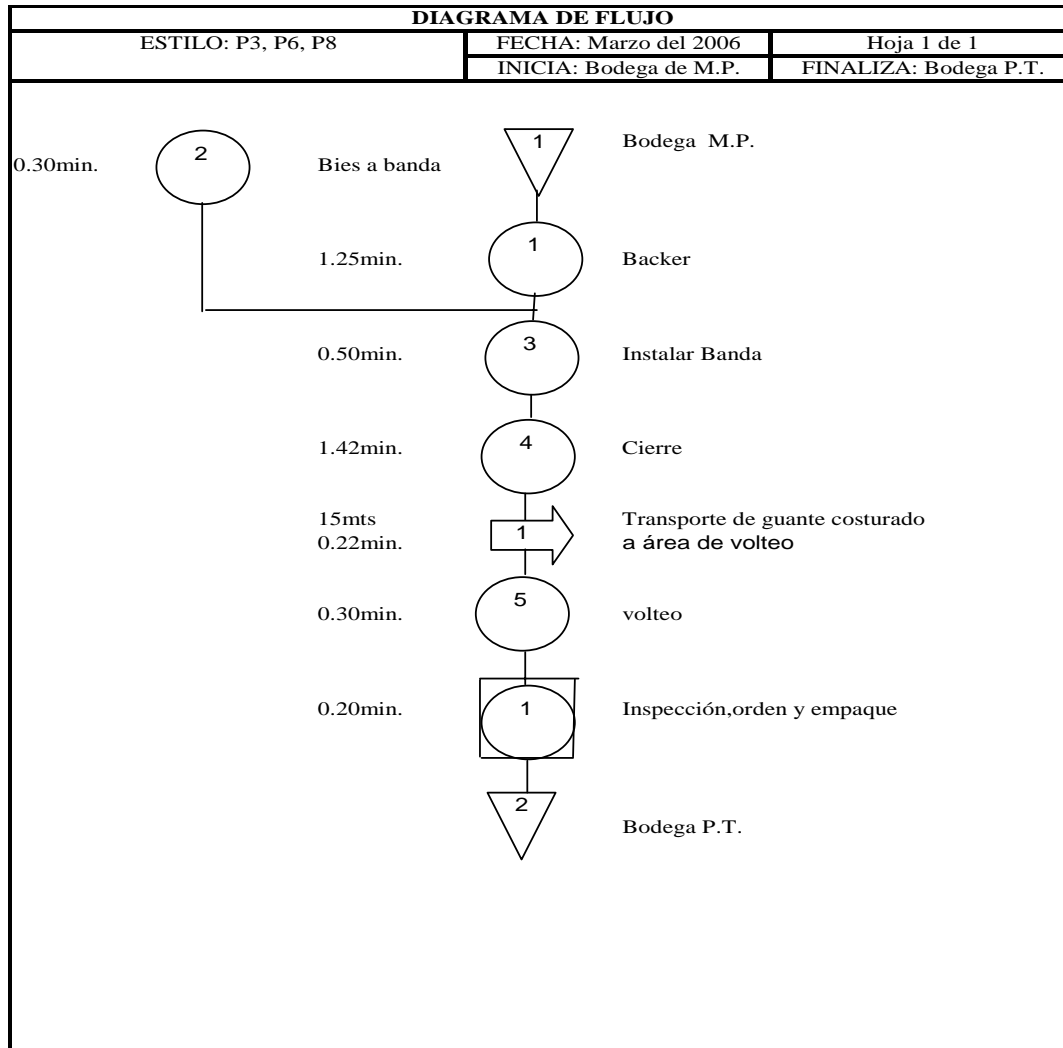 DIAGRAMA DE FLUJO
ESTILO: P3, P6, P8
FECHA: Marzo del 2006
Hoja 1 de 1
INICIA: Bodega de M.P.
FINALIZA: Bodega P.T.
1
Bodega M.P.
0.30min.
2
Bies a banda
1.25min.
1
Backer
0.50min.
3
Instalar Banda
1.42min.
4
Cierre
15mts
0.22min.
1
Transporte de guante costurado
a área de volteo
0.30min.
5
volteo
0.20min.
1
Inspección,orden y empaque
2
Bodega P.T.